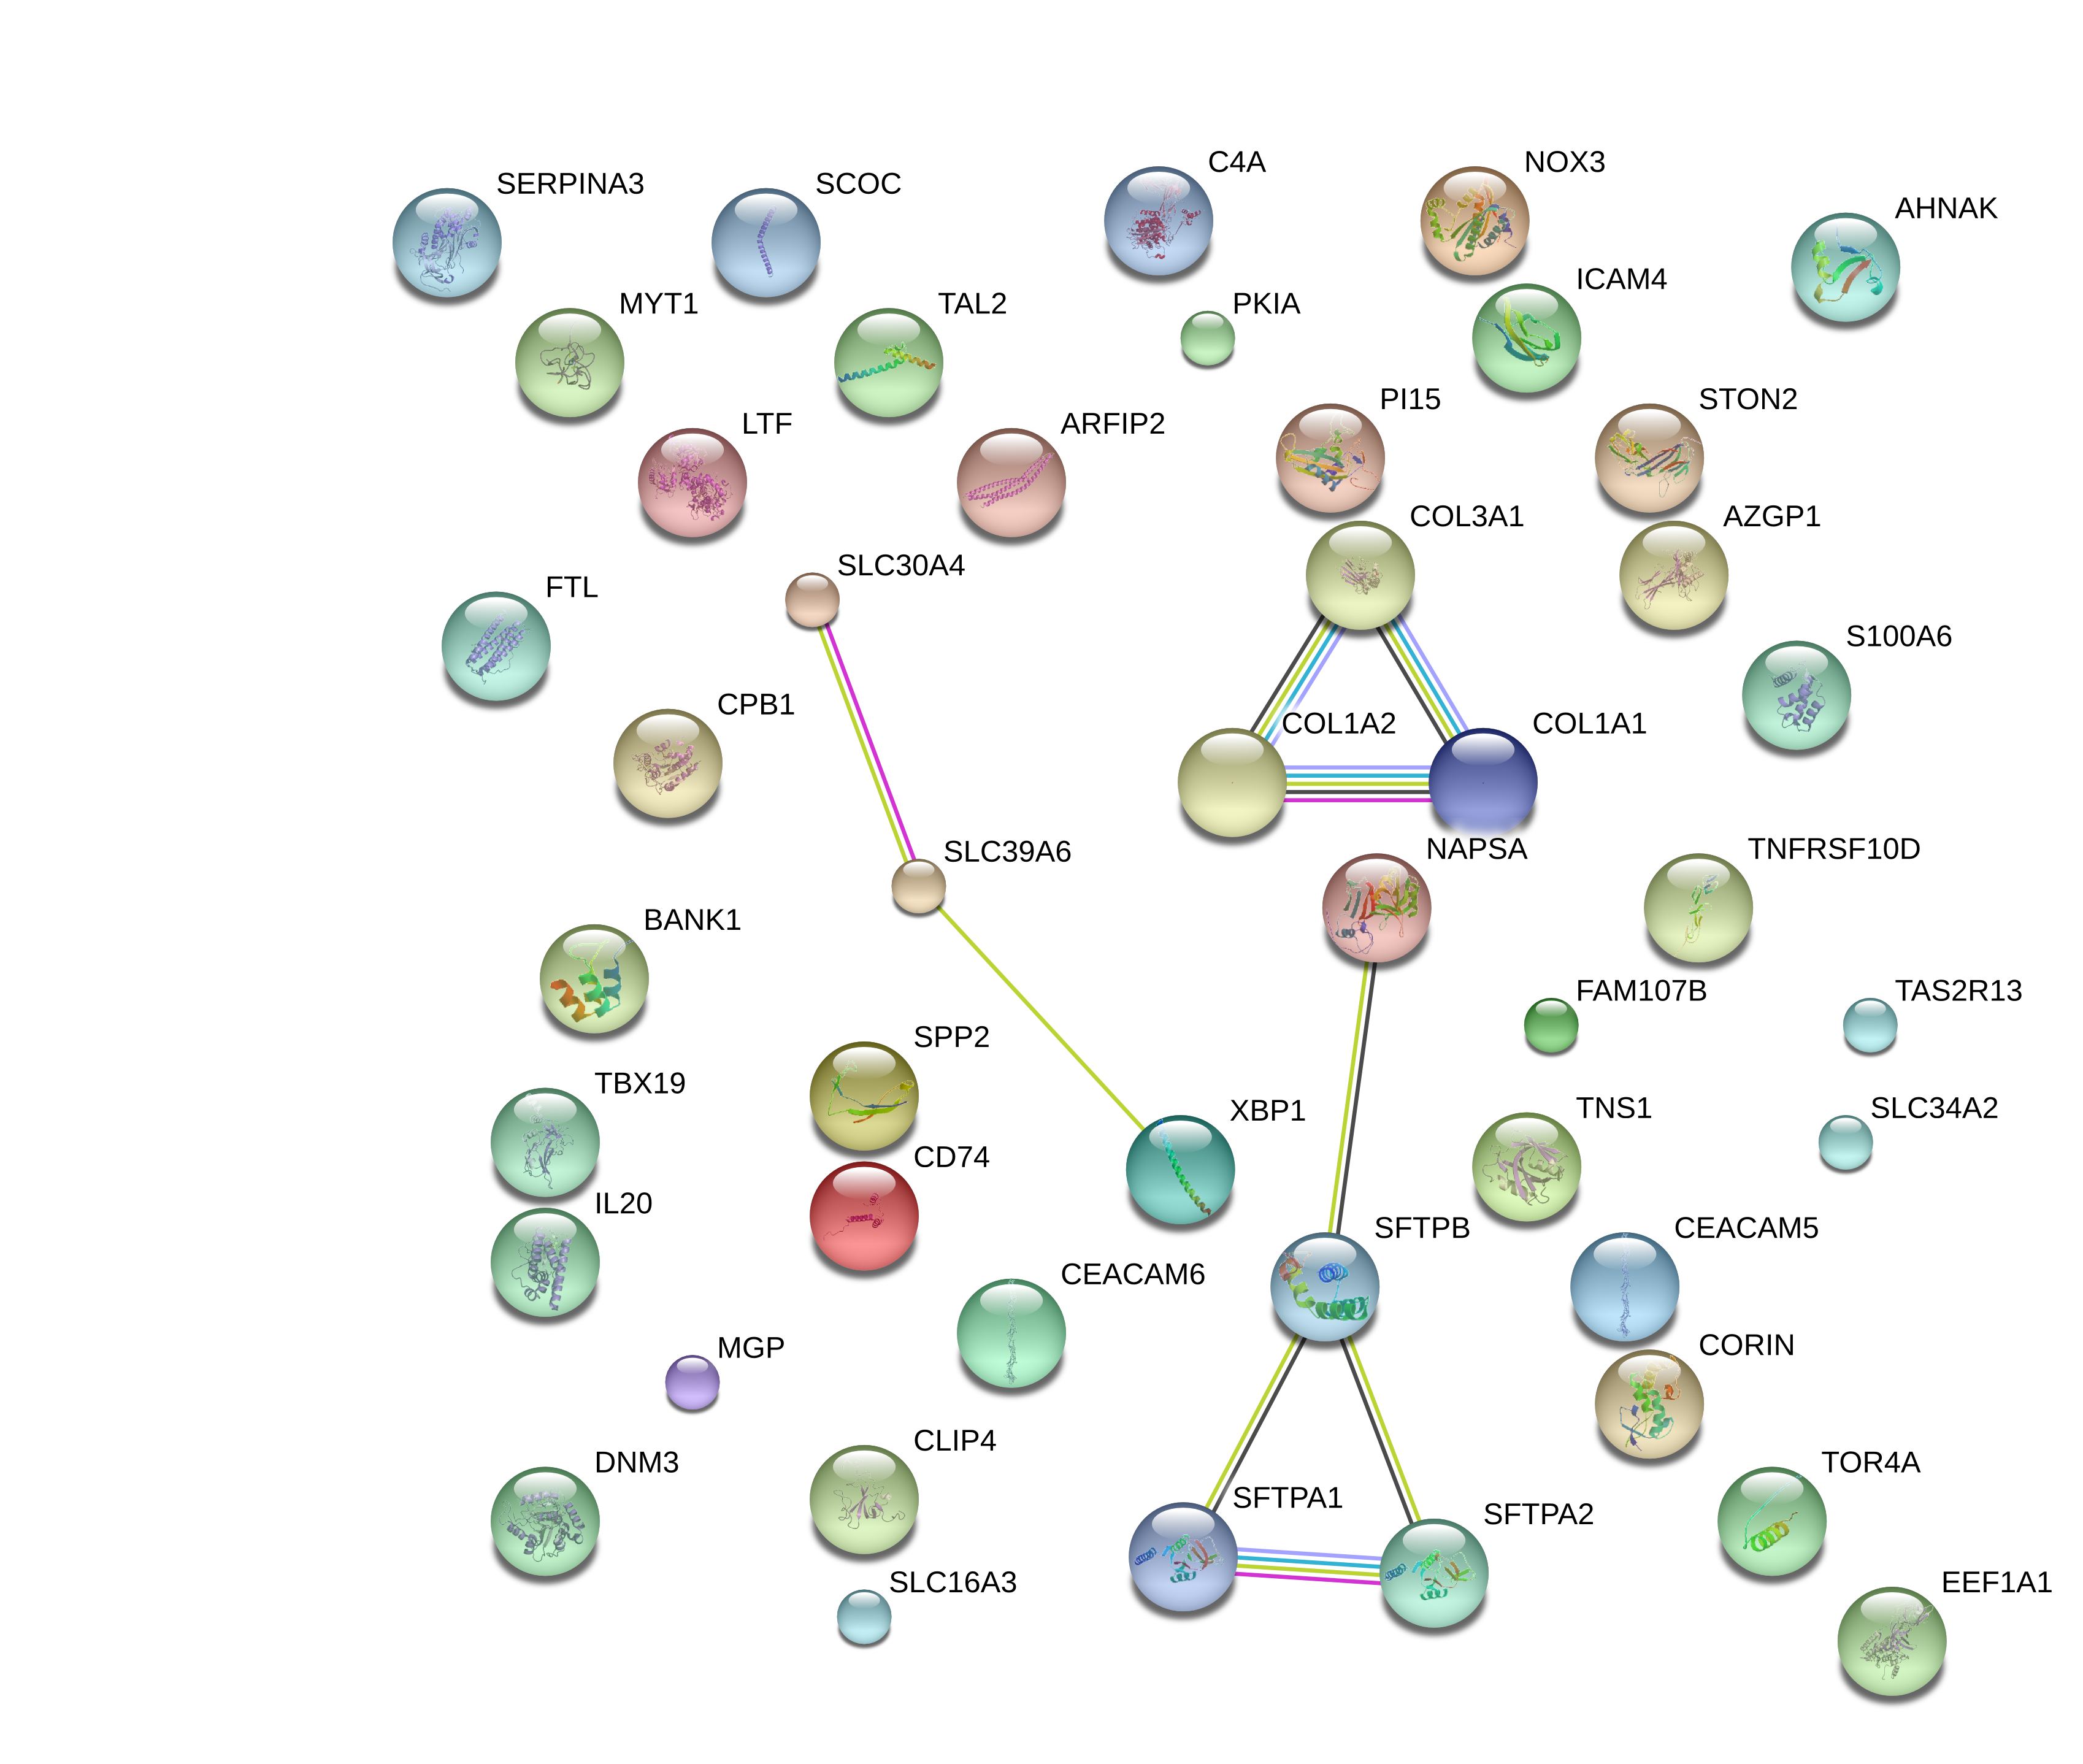 C4A
NOX3
SERPINA3
SCOC
AHNAK
ICAM4
MYT1
TAL2
PKIA
PI15
STON2
LTF
ARFIP2
COL3A1
AZGP1
SLC30A4
FTL
S100A6
CPB1
COL1A2
COL1A1
SLC39A6
NAPSA
TNFRSF10D
BANK1
FAM107B
TAS2R13
SPP2
TBX19
XBP1
TNS1
SLC34A2
CD74
IL20
SFTPB
CEACAM5
CEACAM6
MGP
CORIN
CLIP4
DNM3
TOR4A
SFTPA1
SFTPA2
SLC16A3
EEF1A1